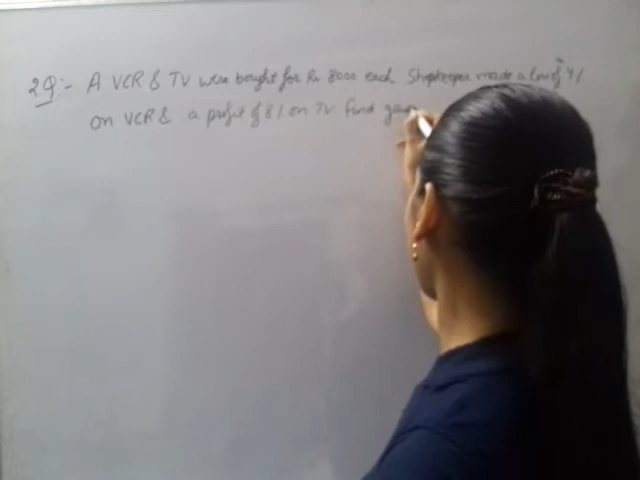 2Q:- A VCR & TV were bought for Rs 8000 each Shopkeeper made a loss of 4%
on VCR & a profit of 8% on TV. Find gain